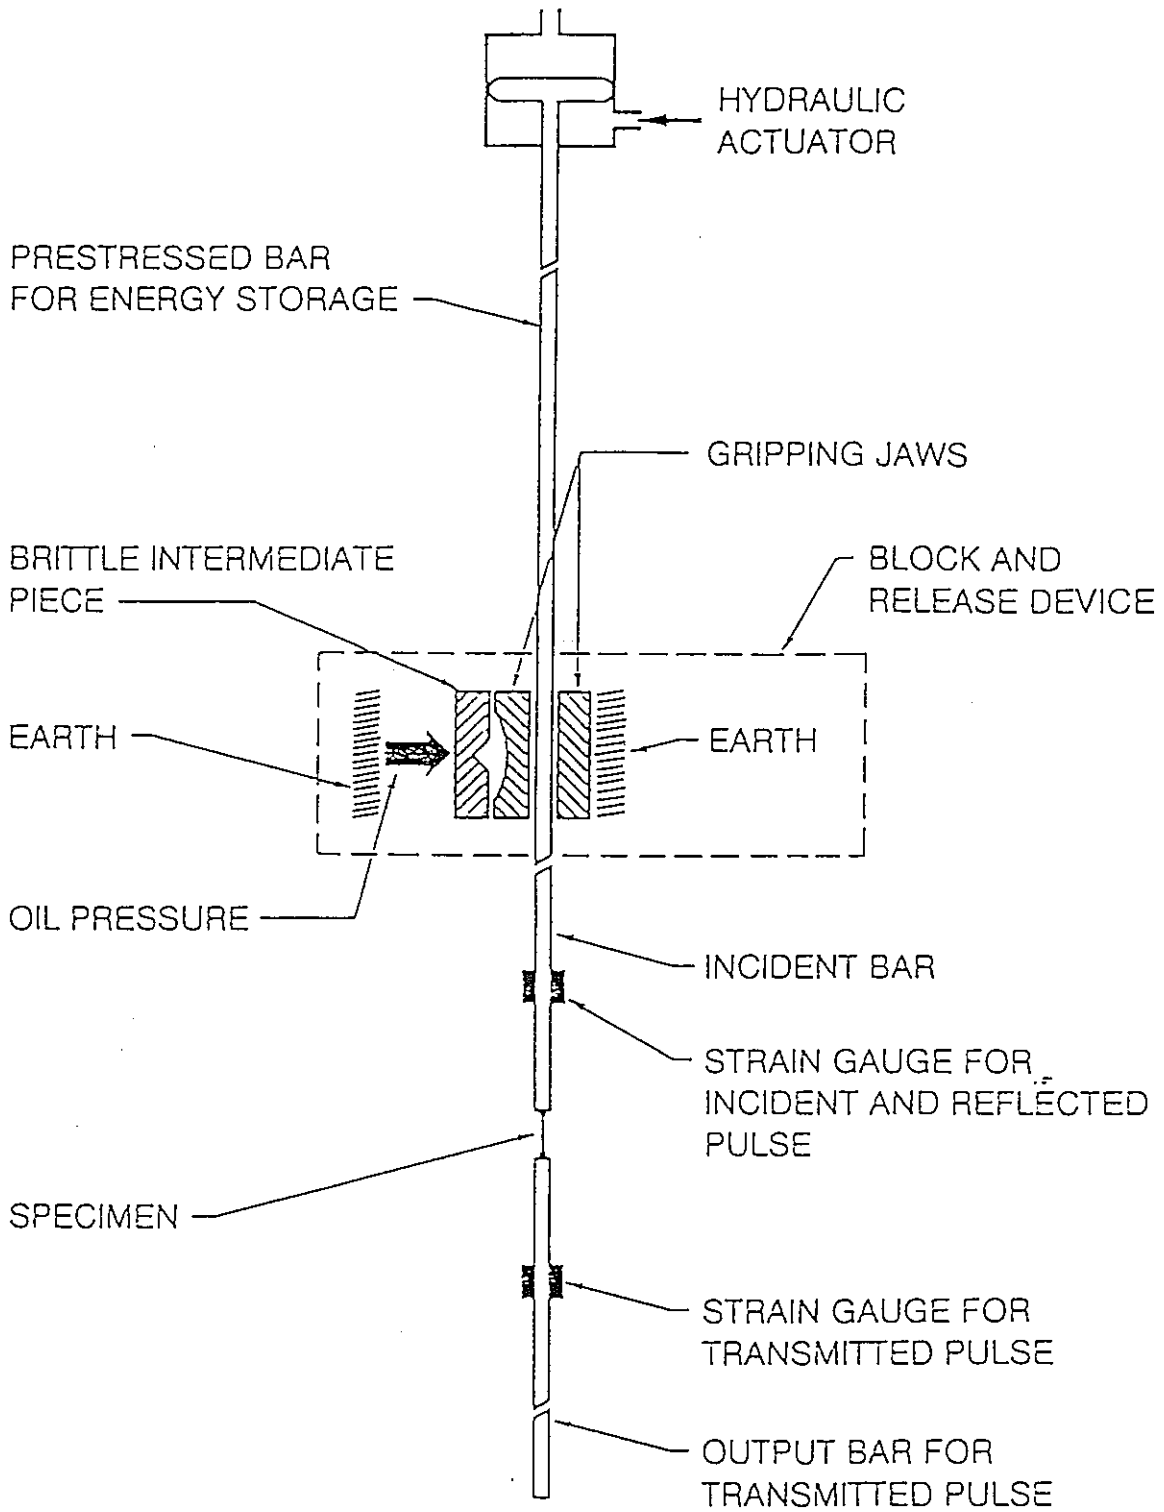 HYDRAULIC
ACTUATOR
PRESTRESSED BAR
FOR ENERGY STORAGE
GRIPPING JAWS
BRITTLE INTERMEDIATE
PIECE
BLOCK AND
RELEASE DEVICE
EARTH
EARTH
OIL PRESSURE
INCIDENT BAR
STRAIN GAUGE FOR
INCIDENT AND REFLECTED
PULSE
SPECIMEN
STRAIN GAUGE FOR
TRANSMITTED PULSE
OUTPUT BAR FOR
TRANSMITTED PULSE